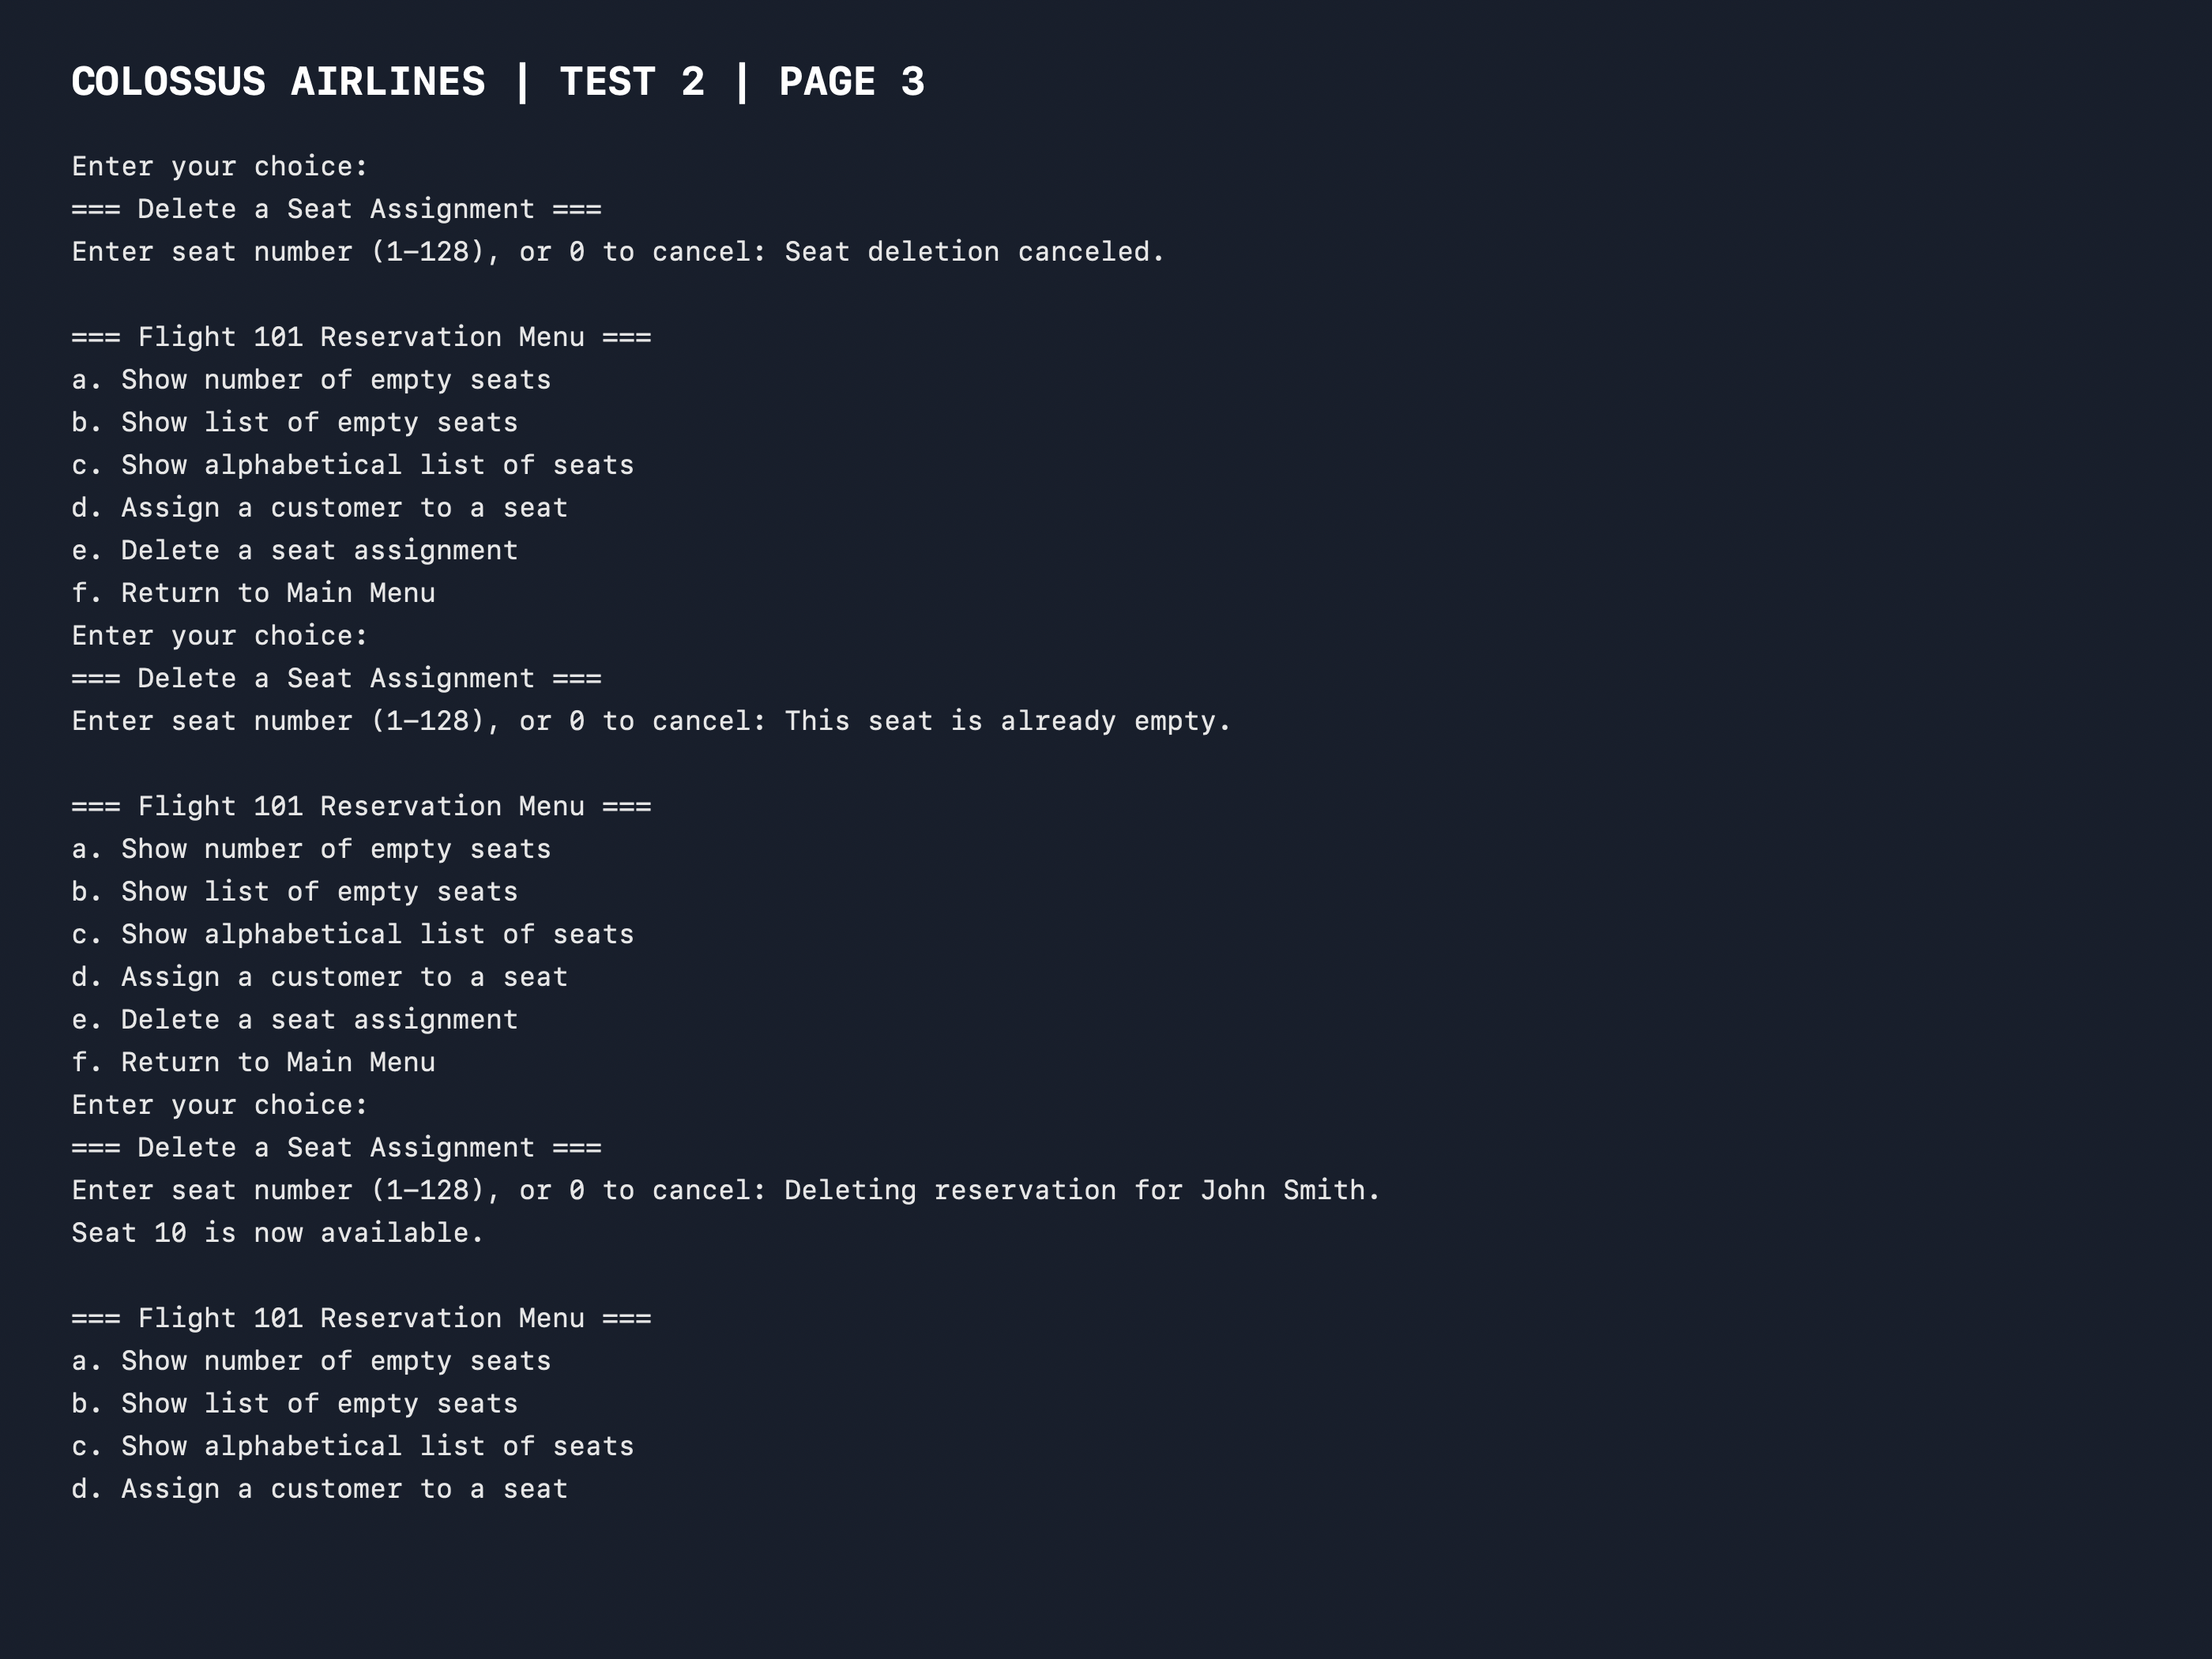 COLOSSUS AIRLINES | TEST 2 | PAGE 3
Enter your choice:
=== Delete a Seat Assignment ===
Enter seat number (1–128), or 0 to cancel: Seat deletion canceled.
=== Flight 101 Reservation Menu ===
a. Show number of empty seats
b. Show list of empty seats
c. Show alphabetical list of seats
d. Assign a customer to a seat
e. Delete a seat assignment
f. Return to Main Menu
Enter your choice:
=== Delete a Seat Assignment ===
Enter seat number (1–128), or 0 to cancel: This seat is already empty.
=== Flight 101 Reservation Menu ===
a. Show number of empty seats
b. Show list of empty seats
c. Show alphabetical list of seats
d. Assign a customer to a seat
e. Delete a seat assignment
f. Return to Main Menu
Enter your choice:
=== Delete a Seat Assignment ===
Enter seat number (1–128), or 0 to cancel: Deleting reservation for John Smith.
Seat 10 is now available.
=== Flight 101 Reservation Menu ===
a. Show number of empty seats
b. Show list of empty seats
c. Show alphabetical list of seats
d. Assign a customer to a seat